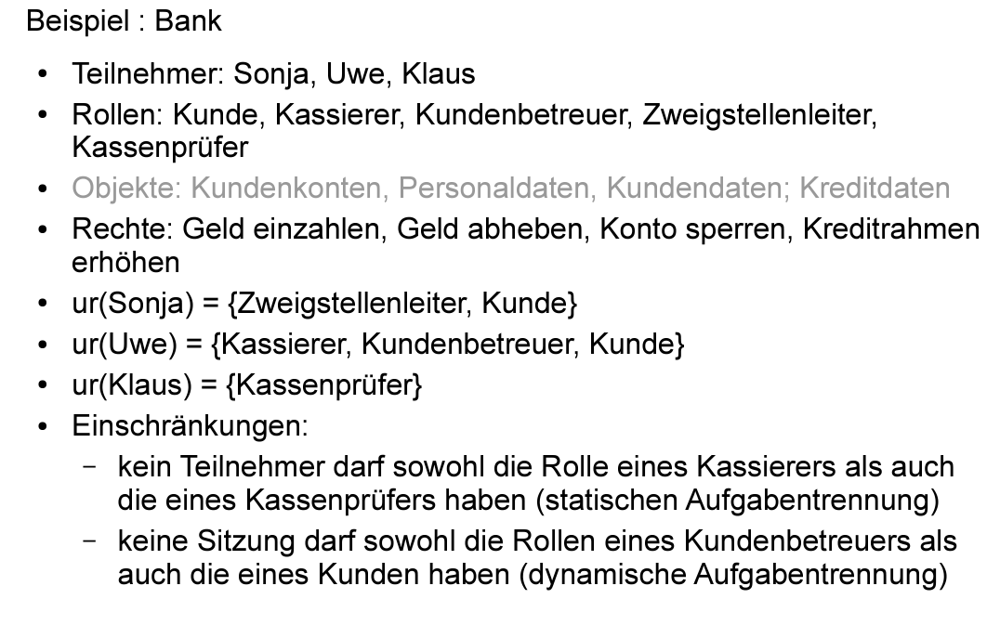 Beispiel : Bank
• Teilnehmer: Sonja, Uwe, Klaus
• Rollen: Kunde, Kassierer, Kundenbetreuer, Zweigstellenleiter,
Kassenprüfer
• Objekte: Kundenkonten, Personaldaten, Kundendaten; Kreditdaten
• Rechte: Geld einzahlen, Geld abheben, Konto sperren, Kreditrahmen
erhöhen
• ur(Sonja) = {Zweigstellenleiter, Kunde}
• ur(Uwe) = {Kassierer, Kundenbetreuer, Kunde}
• ur(Klaus) = {Kassenprüfer}
• Einschränkungen:
– kein Teilnehmer darf sowohl die Rolle eines Kassierers als auch
die eines Kassenprüfers haben (statischen Aufgabentrennung)
– keine Sitzung darf sowohl die Rollen eines Kundenbetreuers als
auch die eines Kunden haben (dynamische Aufgabentrennung)